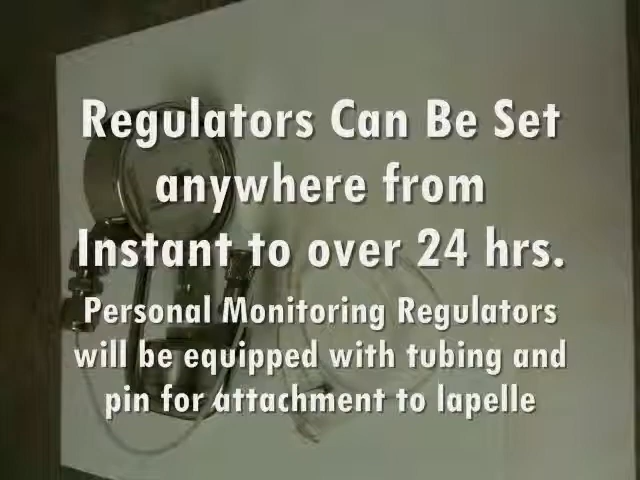 Regulators Can Be Set
anywhere from
Instant to over 24 hrs.
Personal Monitoring Regulators
will be equipped with tubing and
pin for attachment to lapelle